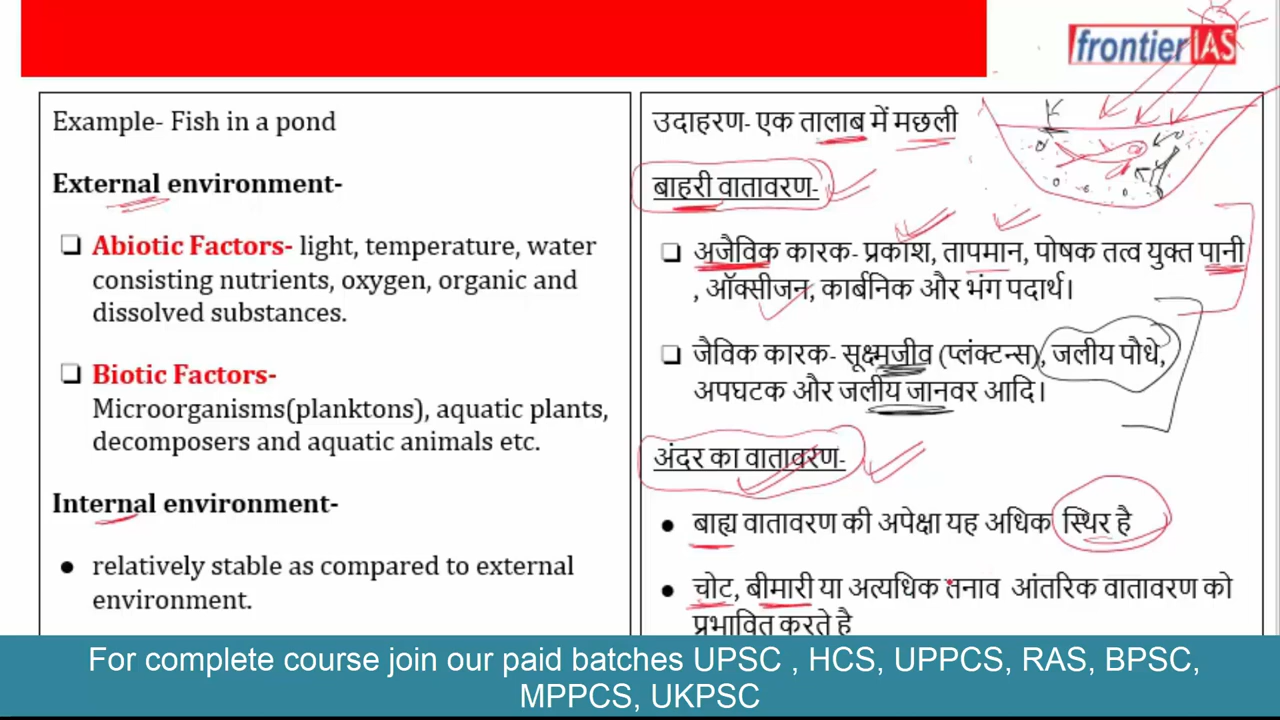 frontier IAS
Example- Fish in a pond
External environment-
Abiotic Factors- light, temperature, water
consisting nutrients, oxygen, organic and
dissolved substances.
Biotic Factors-
Microorganisms(planktons), aquatic plants,
decomposers and aquatic animals etc.
Internal environment-
relatively stable as compared to external
environment.
उदाहरण- एक तालाब में मछली
बाहरी वातावरण-
अजैविक कारक- प्रकाश, तापमान, पोषक तत्व युक्त पानी
, ऑक्सीजन, कार्बनिक और भंग पदार्थ।
जैविक कारक- सूक्ष्मजीव (प्लंक्टन्स), जलीय पौधे,
अपघटक और जलीय जानवर आदि।
अंदर का वातावरण-
बाह्य वातावरण की अपेक्षा यह अधिक स्थिर है
चोट, बीमारी या अत्यधिक तनाव आंतरिक वातावरण को
प्रभावित करते है
For complete course join our paid batches UPSC , HCS, UPPCS, RAS, BPSC,
MPPCS, UKPSC